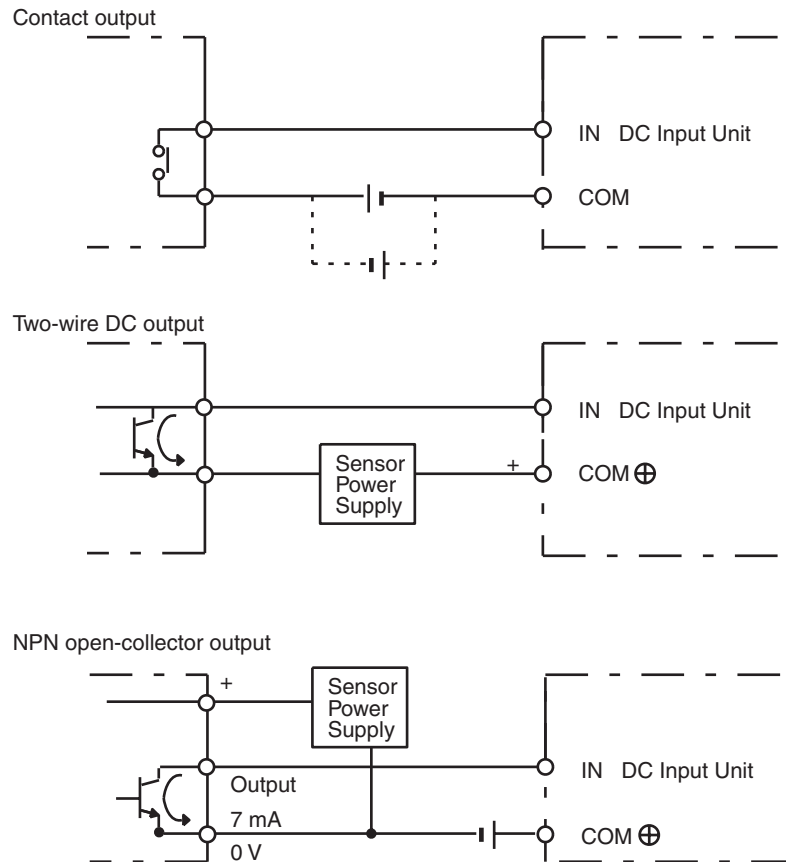 Contact output
IN DC Input Unit
COM
Two-wire DC output
IN DC Input Unit
Sensor
Power
Supply
+
COM ⊕
NPN open-collector output
+
Sensor
Power
Supply
Output
IN DC Input Unit
7 mA
0 V
COM ⊕